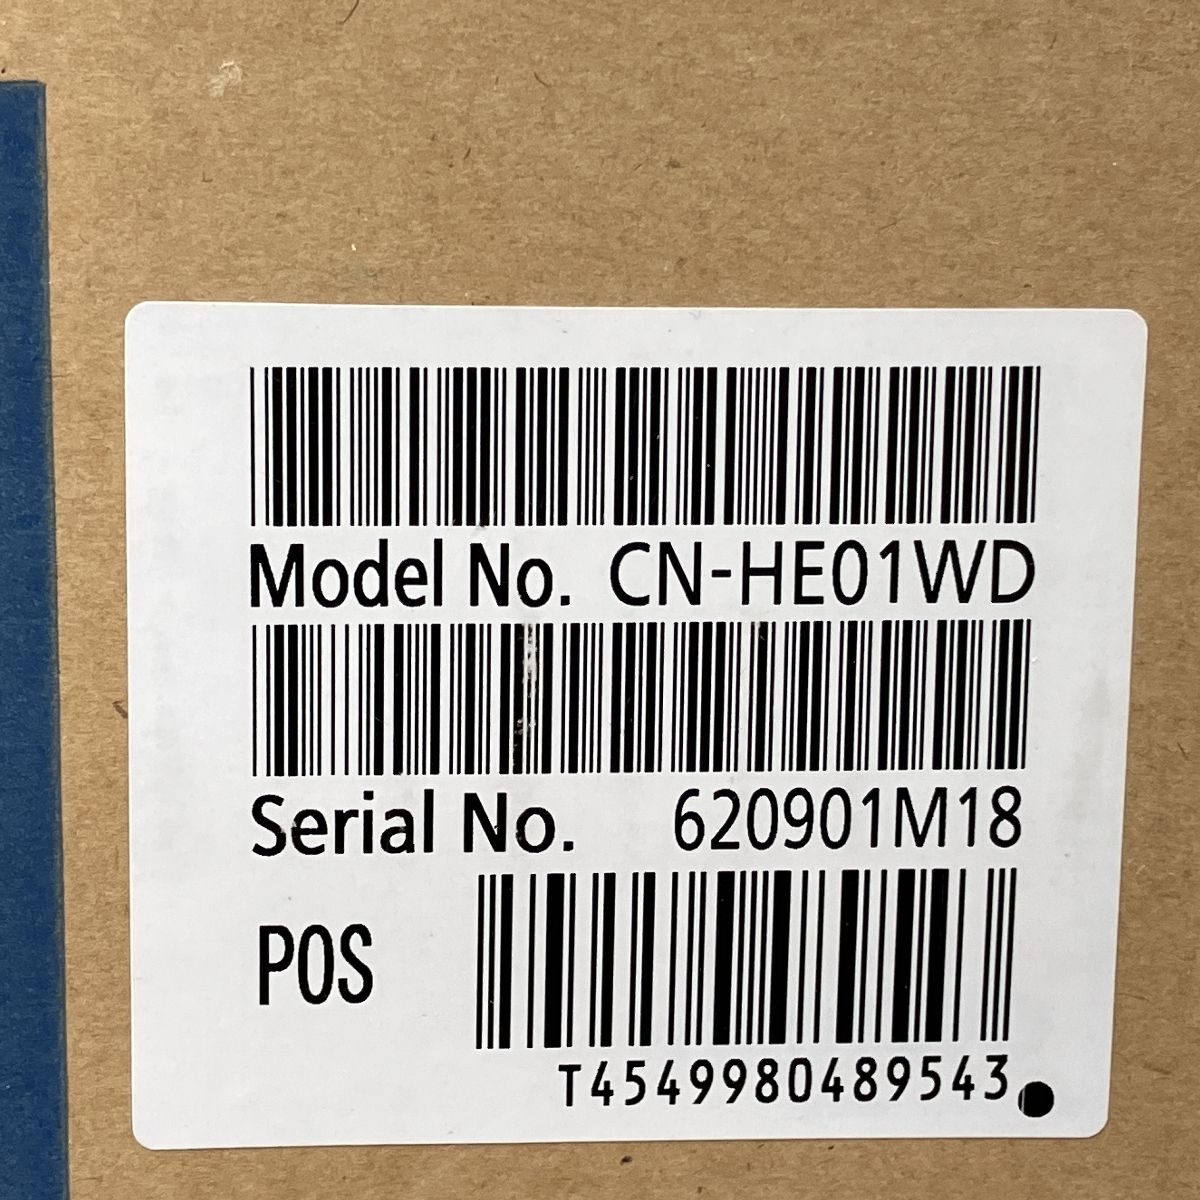 Model No. CN-HE01WD
Serial No. 620901M18
POS
T4549980489543